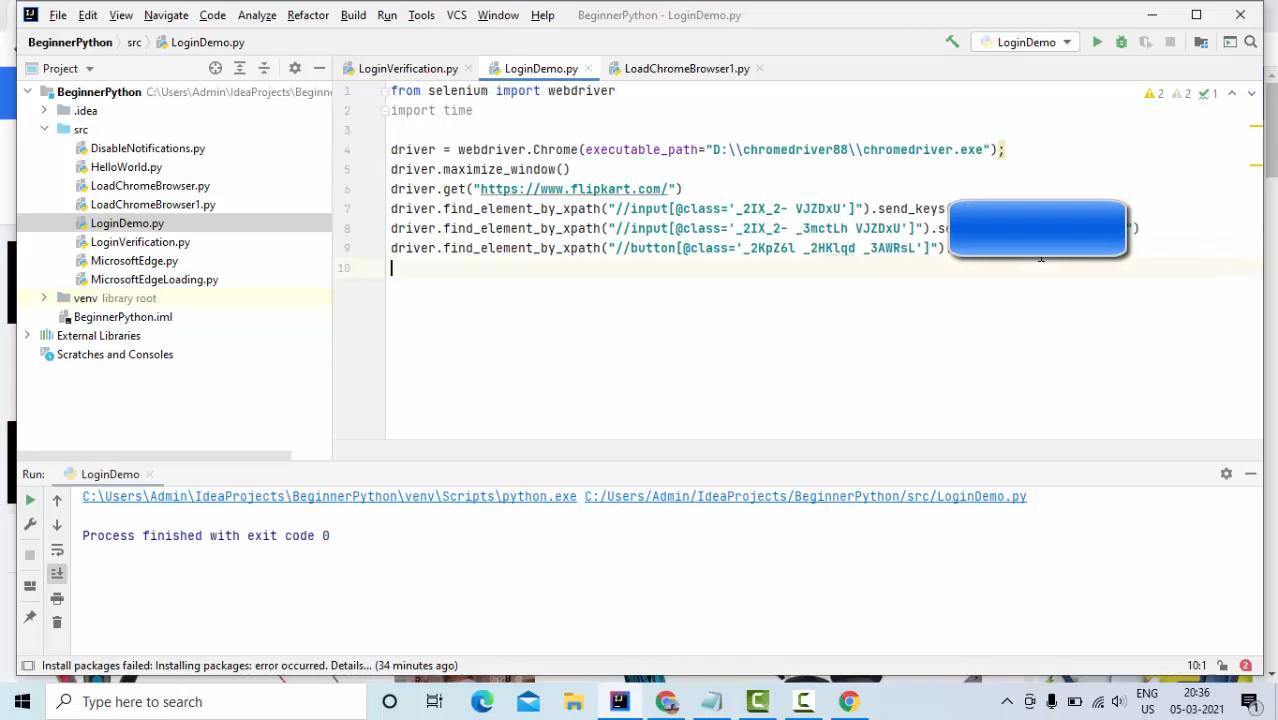 File Edit View Navigate Code Analyze Refactor Build Run Tools VCS Window Help BeginnerPython - LoginDemo.py
BeginnerPython src LoginDemo.py LoginDemo
Project LoginVerification.py LoginDemo.py LoadChromeBrowser1.py
BeginnerPython C:\Users\Admin\IdeaProjects\Beginn
.idea
src
DisableNotifications.py
HelloWorld.py
LoadChromeBrowser.py
LoadChromeBrowser1.py
LoginDemo.py
LoginVerification.py
MicrosoftEdge.py
MicrosoftEdgeLoading.py
venv library root
BeginnerPython.iml
External Libraries
Scratches and Consoles
1 from selenium import webdriver
2 import time
3
4 driver = webdriver.Chrome(executable_path="D:\\chromedriver88\\chromedriver.exe");
5 driver.maximize_window()
6 driver.get("https://www.flipkart.com/")
7 driver.find_element_by_xpath("//input[@class='_2IX_2- VJZDxU']").send_keys
8 driver.find_element_by_xpath("//input[@class='_2IX_2- _3mctLh VJZDxU']").se ")
9 driver.find_element_by_xpath("//button[@class='_2KpZ6l _2HKlqd _3AWRsL']").
10
2 2 1
Run: LoginDemo
C:\Users\Admin\IdeaProjects\BeginnerPython\venv\Scripts\python.exe C:/Users/Admin/IdeaProjects/BeginnerPython/src/LoginDemo.py
Process finished with exit code 0
Install packages failed: Installing packages: error occurred. Details... (34 minutes ago) 10:1 2
Type here to search
ENG
US
20:36
05-03-2021
1